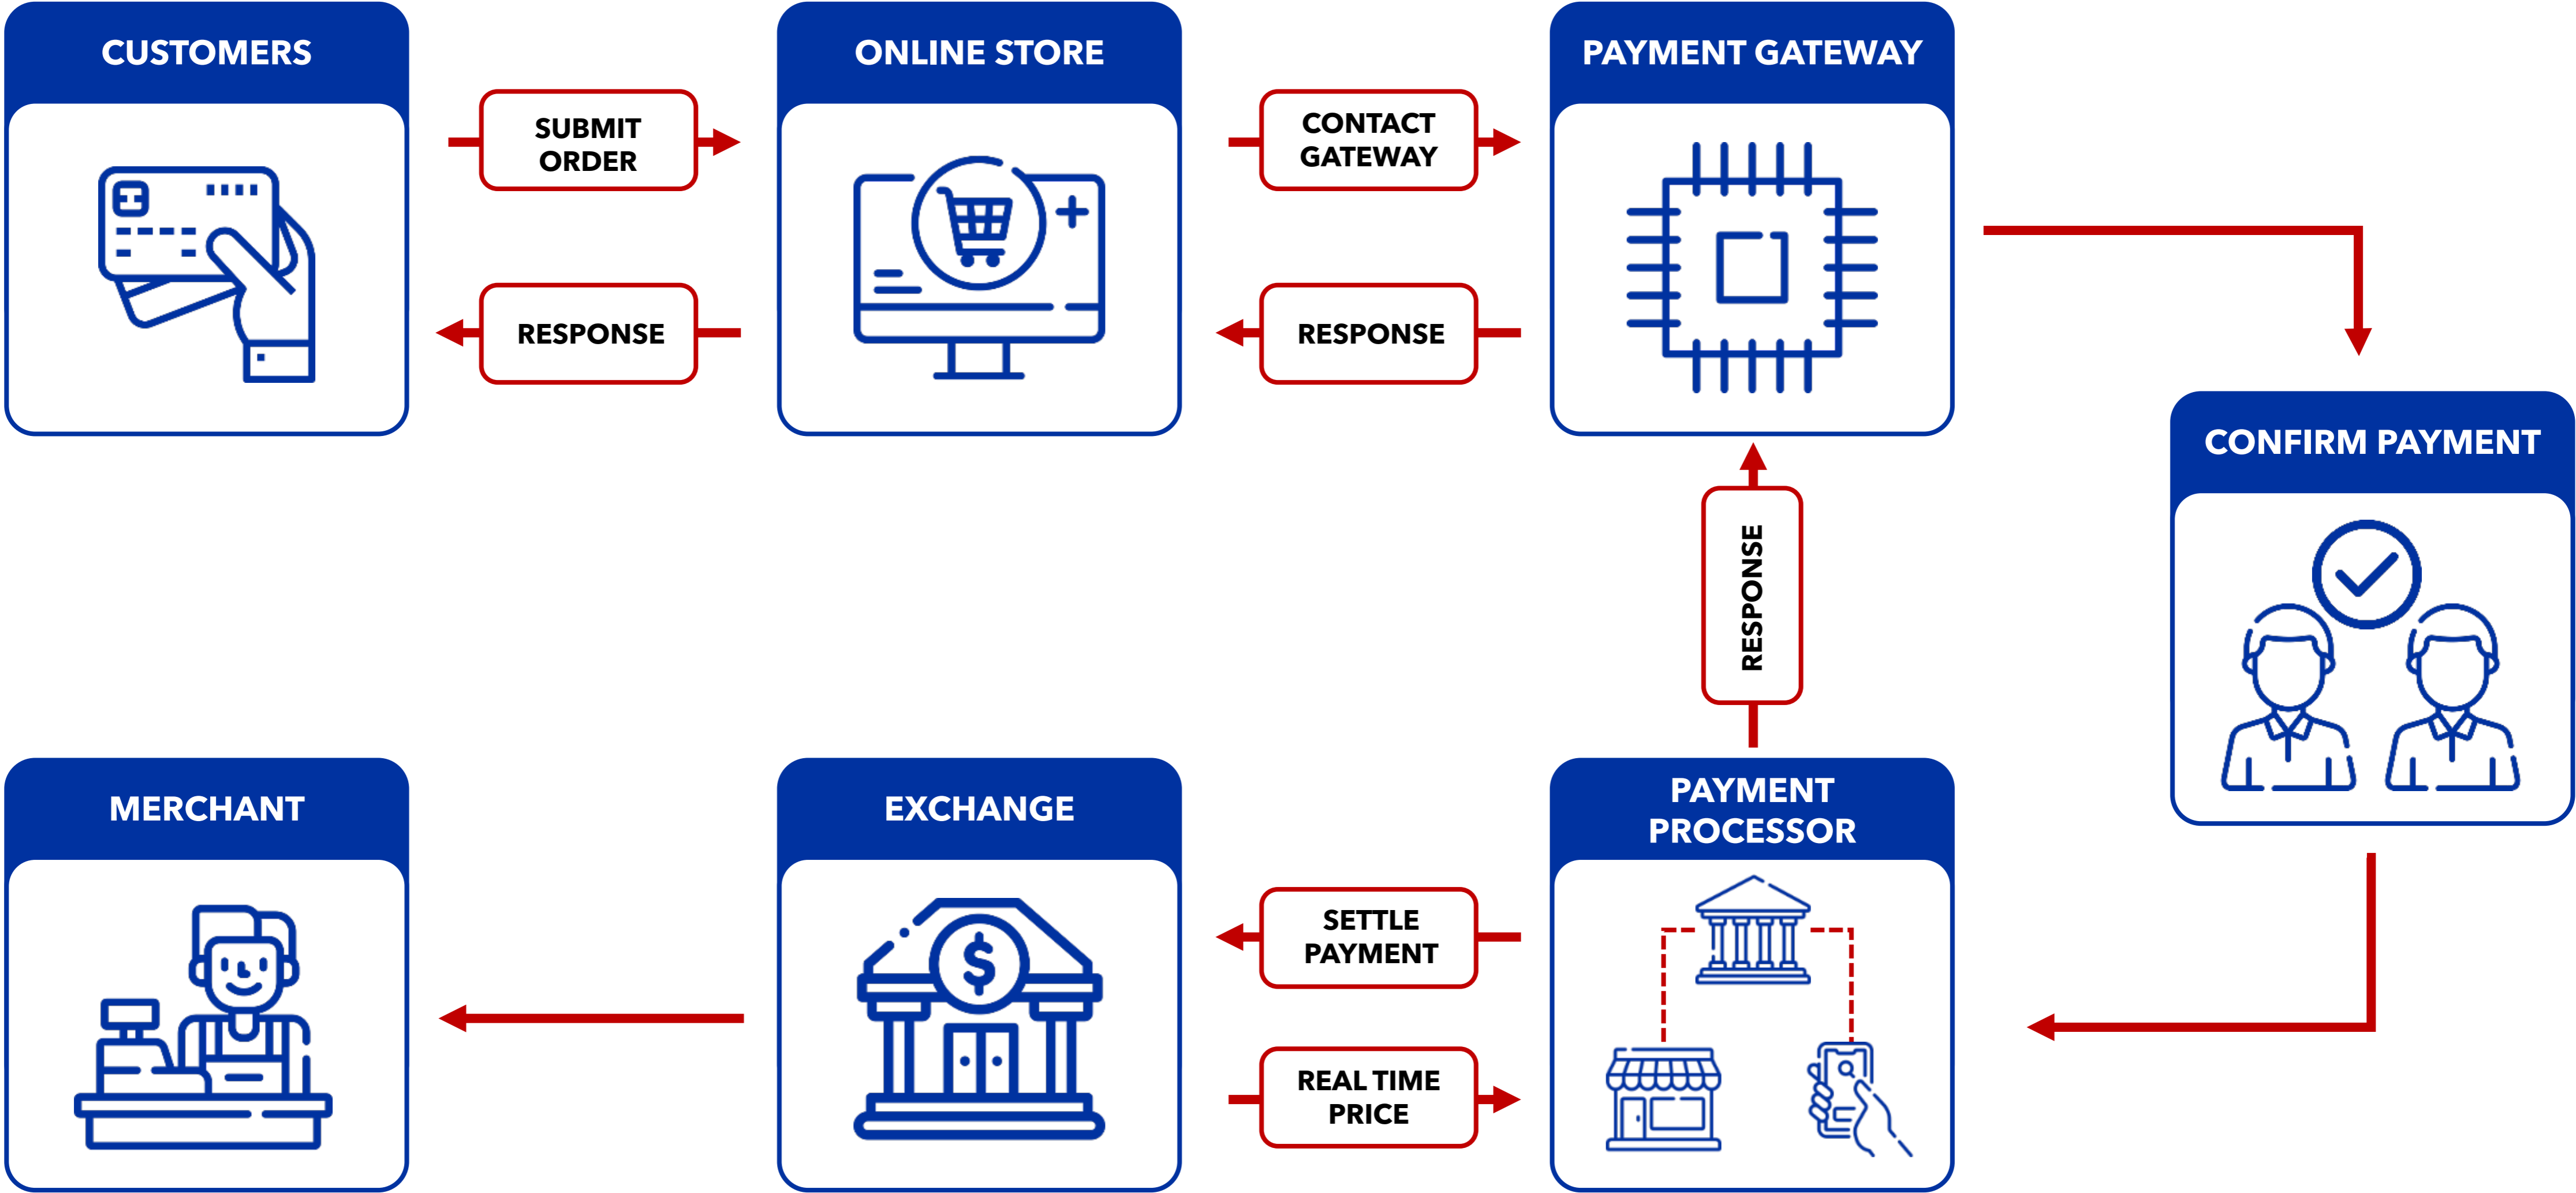 CUSTOMERS
SUBMIT
ORDER
RESPONSE
ONLINE STORE
CONTACT
GATEWAY
RESPONSE
PAYMENT GATEWAY
CONFIRM PAYMENT
RESPONSE
MERCHANT
EXCHANGE
$
SETTLE
PAYMENT
REAL TIME
PRICE
PAYMENT
PROCESSOR